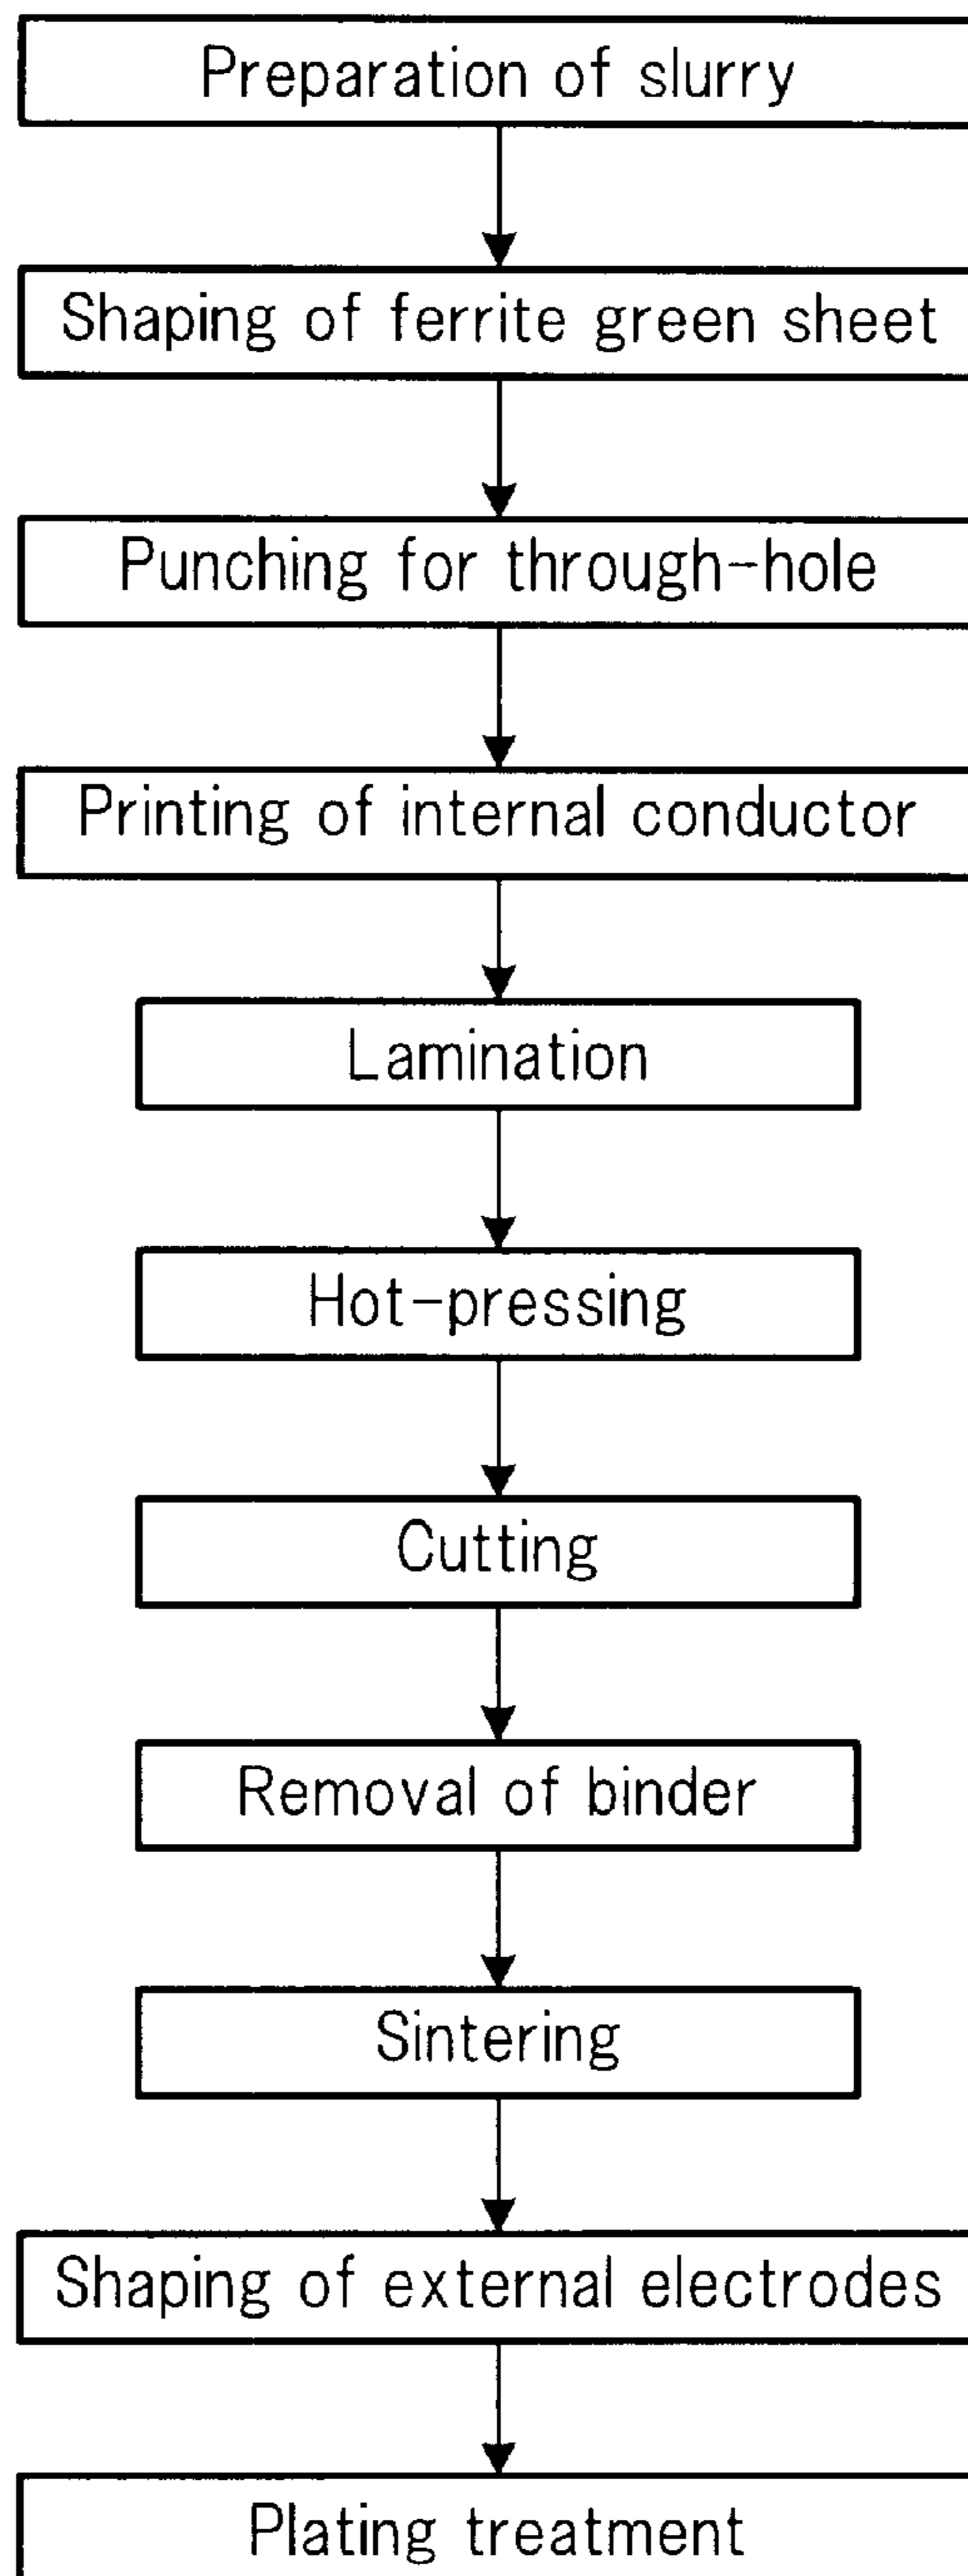 Preparation of slurry
Shaping of ferrite green sheet
Punching for through-hole
Printing of internal conductor
Lamination
Hot-pressing
Cutting
Removal of binder
Sintering
Shaping of external electrodes
Plating treatment